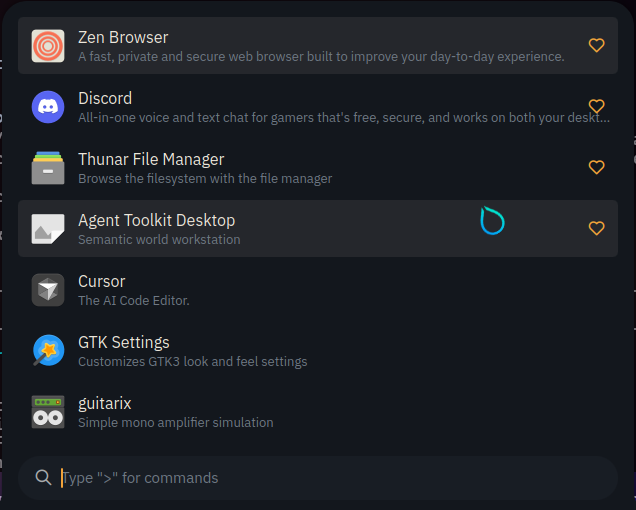 Zen Browser
A fast, private and secure web browser built to improve your day-to-day experience.
Discord
All-in-one voice and text chat for gamers that's free, secure, and works on both your deskt...
Thunar File Manager
Browse the filesystem with the file manager
Agent Toolkit Desktop
Semantic world workstation
Cursor
The AI Code Editor.
GTK Settings
Customizes GTK3 look and feel settings
guitarix
Simple mono amplifier simulation
Type ">" for commands